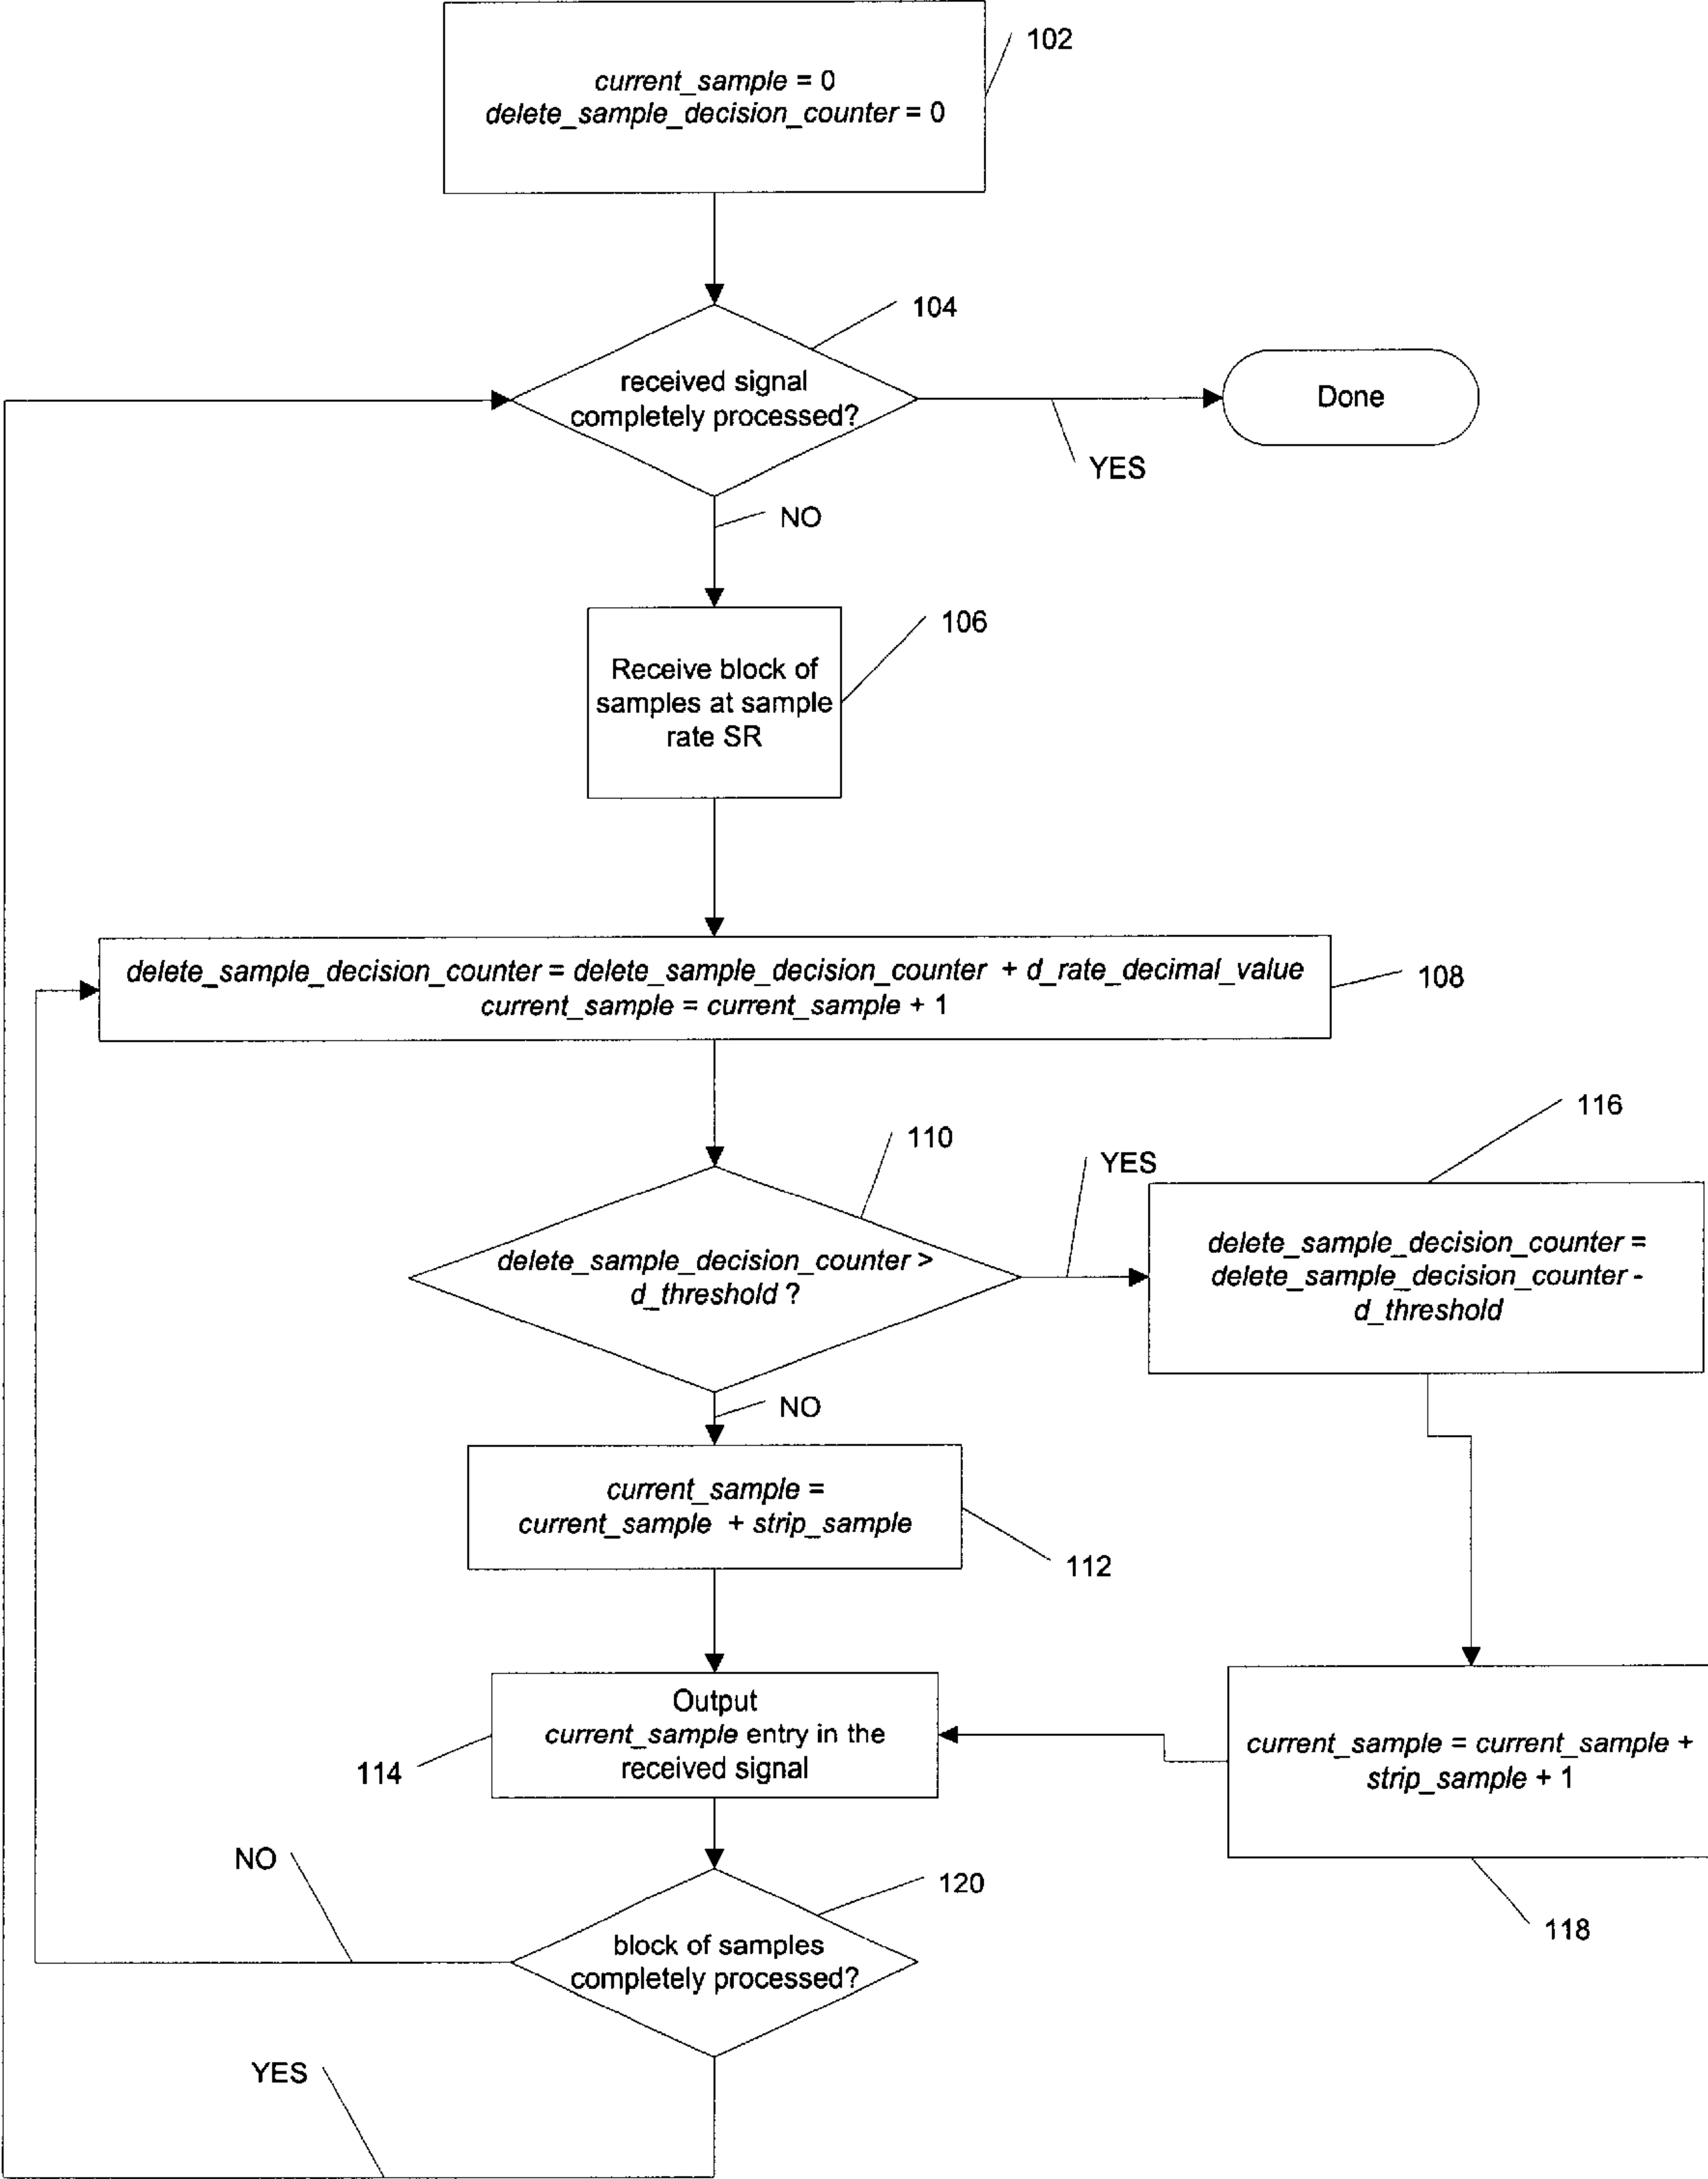 102
current_sample = 0
delete_sample_decision_counter = 0
104
received signal
completely processed?
Done
YES
NO
106
Receive block of
samples at sample
rate SR
delete_sample_decision_counter = delete_sample_decision_counter + d_rate_decimal_value
current_sample = current_sample + 1
108
110
YES
116
delete_sample_decision_counter >
d_threshold ?
delete_sample_decision_counter =
delete_sample_decision_counter -
d_threshold
NO
current_sample =
current_sample + strip_sample
112
Output
current_sample entry in the
received signal
114
current_sample = current_sample +
strip_sample + 1
118
NO
120
block of samples
completely processed?
YES